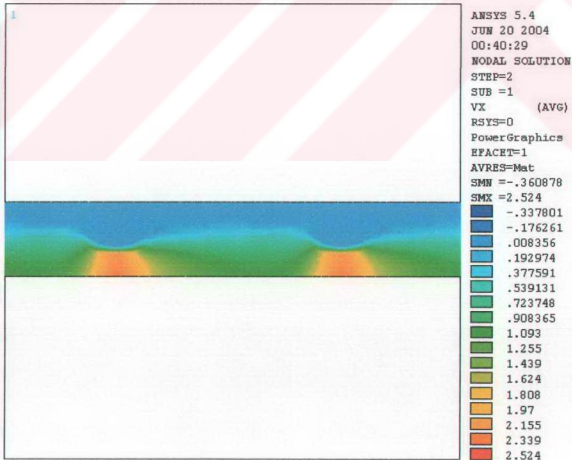 1
ANSYS 5.4
JUN 20 2004
00:40:29
NODAL SOLUTION
STEP=2
SUB =1
VX (AVG)
RSYS=0
PowerGraphics
EFACET=1
AVRES=Mat
SMN =-.360878
SMX =2.524
-.337801
-.176261
.008356
.192974
.377591
.539131
.723748
.908365
1.093
1.255
1.439
1.624
1.808
1.97
2.155
2.339
2.524